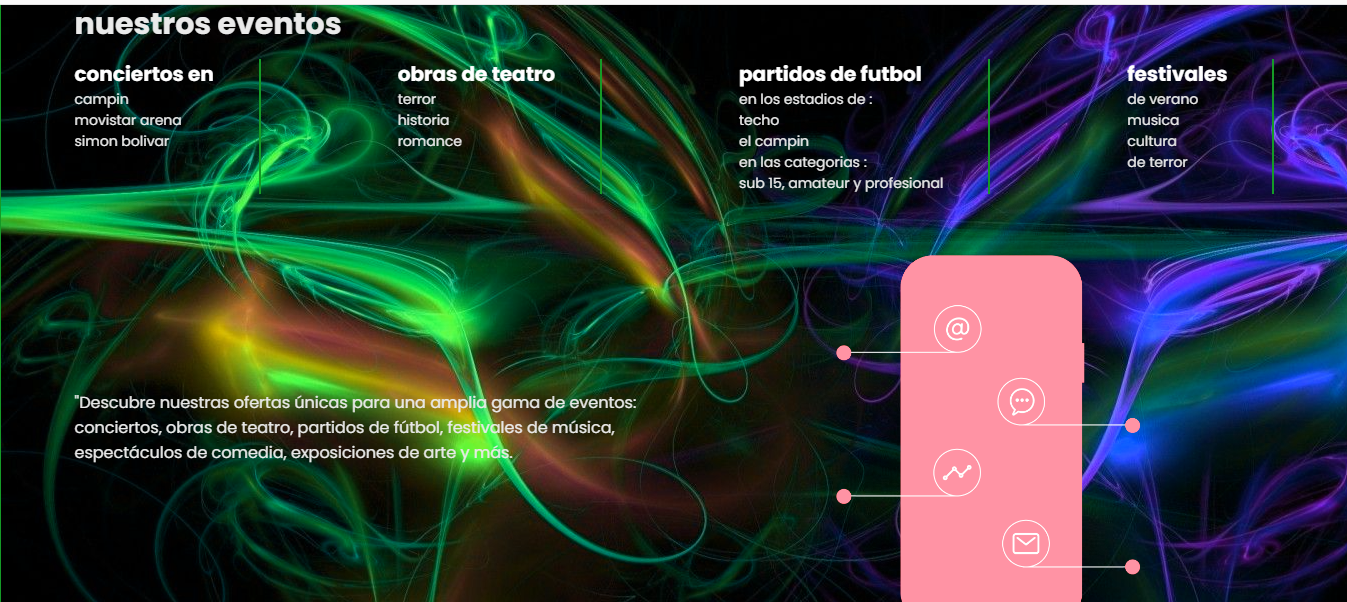 nuestros eventos
conciertos en
campin
movistar arena
simon bolivar
obras de teatro
terror
historia
romance
partidos de futbol
en los estadios de :
techo
el campin
en las categorias :
sub 15, amateur y profesional
festivales
de verano
musica
cultura
de terror
"Descubre nuestras ofertas únicas para una amplia gama de eventos:
conciertos, obras de teatro, partidos de fútbol, festivales de música,
espectáculos de comedia, exposiciones de arte y más.
@